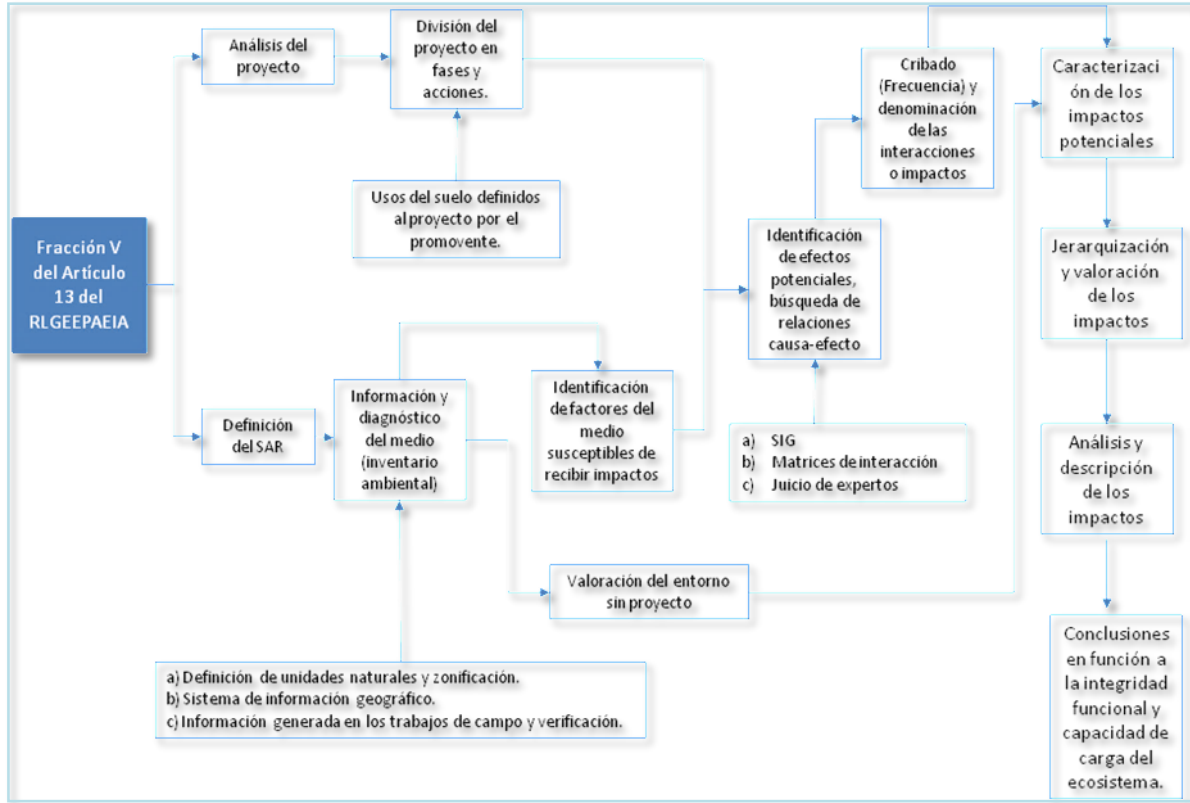 Fracción V
del Artículo
13 del
RLGEEPAEIA
Análisis del
proyecto
División del
proyecto en
fases y
acciones.
Usos del suelo definidos
al proyecto por el
promovente.
Definición
del SAR
Información y
diagnóstico
del medio
(inventario
ambiental)
Identificación
de factores del
medio
susceptibles de
recibir impactos
a) Definición de unidades naturales y zonificación.
b) Sistema de información geográfico.
c) Información generada en los trabajos de campo y verificación.
Valoración del entorno
sin proyecto
Identificación
de efectos
potenciales,
búsqueda de
relaciones
causa-efecto
a) SIG
b) Matrices de interacción
c) Juicio de expertos
Cribado
(Frecuencia) y
denominación
de las
interacciones
o impactos
Caracterizaci
ón de los
impactos
potenciales
Jerarquización
y valoración
de los
impactos
Análisis y
descripción
de los
impactos
Conclusiones
en función a
la integridad
funcional y
capacidad de
carga del
ecosistema.